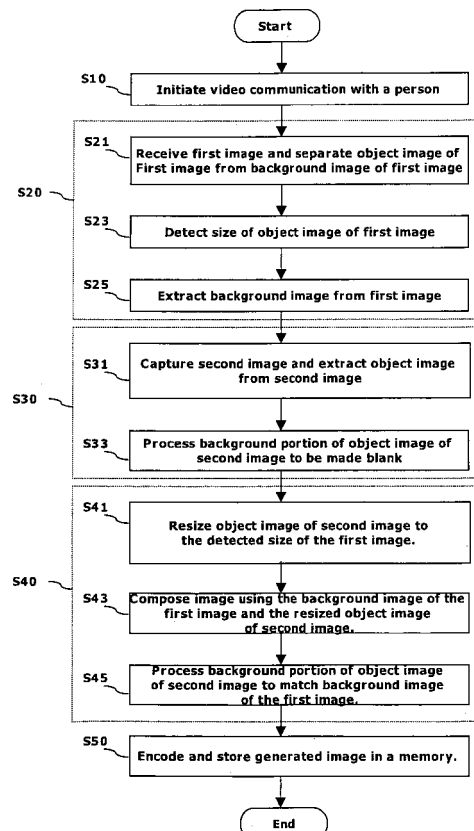 Start
S10
Initiate video communication with a person
S20
S21
Receive first image and separate object image of
First image from background image of first image
S23
Detect size of object image of first image
S25
Extract background image from first image
S30
S31
Capture second image and extract object image
from second image
S33
Process background portion of object image of
second image to be made blank
S40
S41
Resize object image of second image to
the detected size of the first image.
S43
Compose image using the background image of the
first image and the resized object image
of second image.
S45
Process background portion of object image
of second image to match background image
of the first image.
S50
Encode and store generated image in a memory.
End